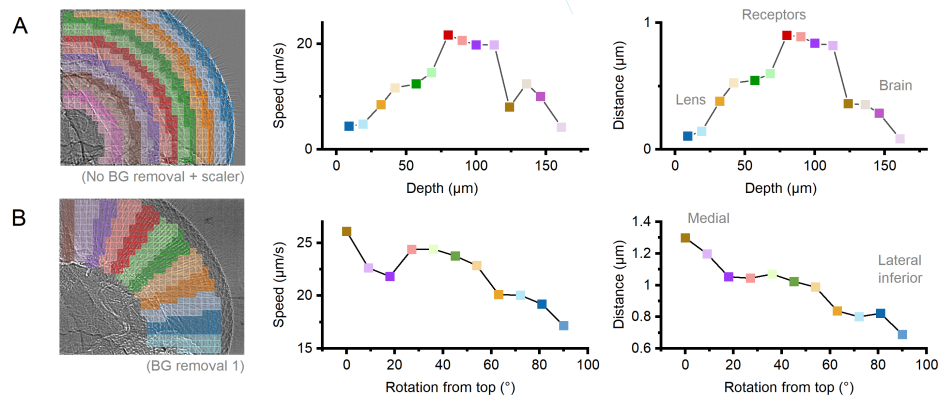 A
(No BG removal + scaler)
Speed (µm/s)
20
10
0
0 50 100 150
Depth (µm)
Receptors
Lens
Brain
Distance (µm)
1
0
0 50 100 150
Depth (µm)
B
(BG removal 1)
Speed (µm/s)
25
20
15
0 20 40 60 80 100
Rotation from top (°)
Medial
Lateral
inferior
Distance (µm)
1.4
1.2
1
0.8
0.6
0 20 40 60 80 100
Rotation from top (°)